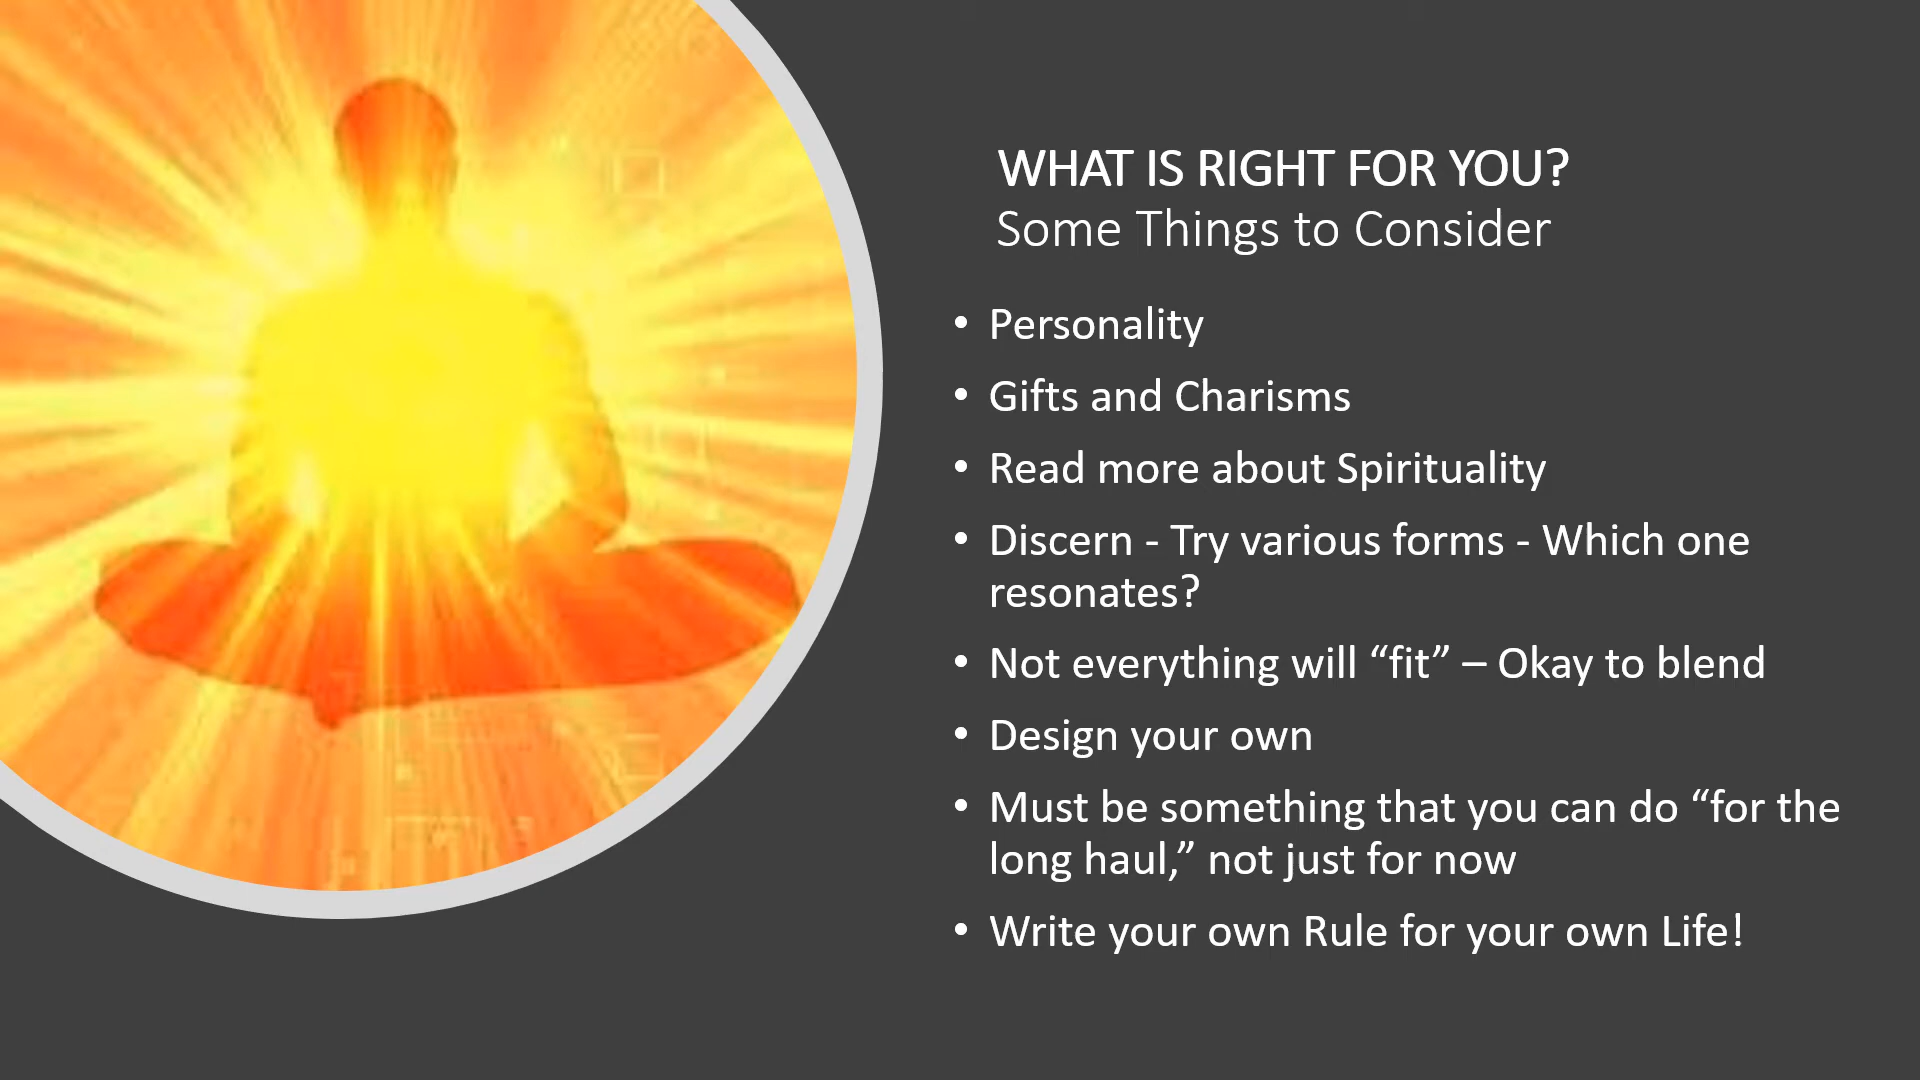 WHAT IS RIGHT FOR YOU?
Some Things to Consider
• Personality
• Gifts and Charisms
• Read more about Spirituality
• Discern - Try various forms - Which one
resonates?
• Not everything will “fit” – Okay to blend
• Design your own
• Must be something that you can do “for the
long haul,” not just for now
• Write your own Rule for your own Life!